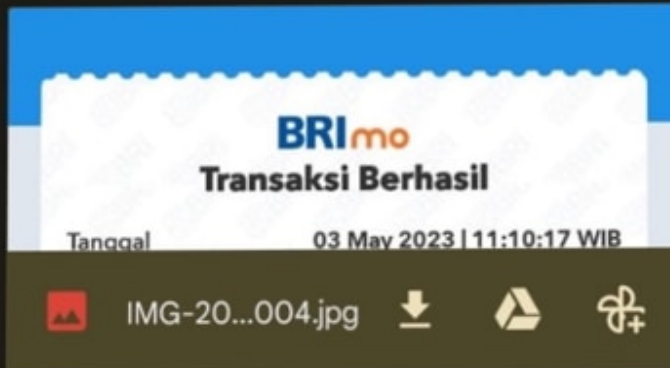 BRImo
Transaksi Berhasil
Tanggal 03 May 2023 | 11:10:17 WIB
IMG-20...004.jpg